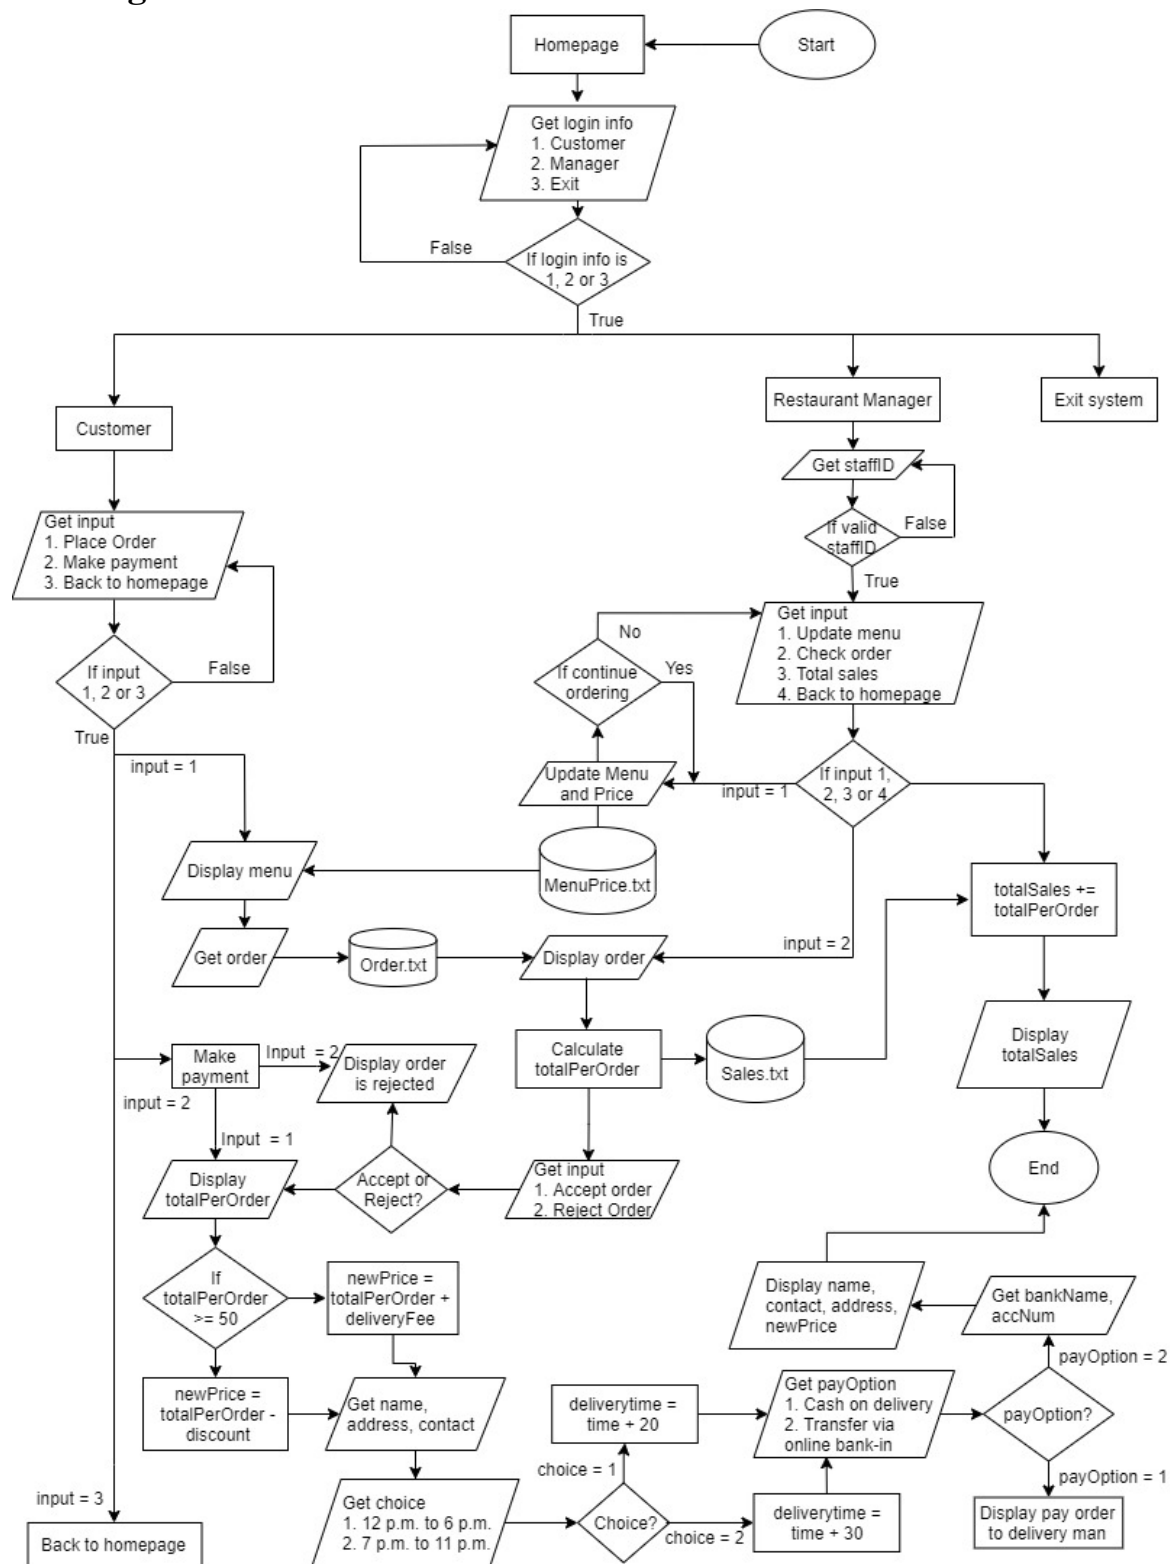 Homepage
Start
Get login info
1. Customer
2. Manager
3. Exit
False
If login info is
1, 2 or 3
True
Restaurant Manager
Exit system
Customer
Get staffID
If valid
staffID
False
True
Get input
1. Place Order
2. Make payment
3. Back to homepage
Get input
1. Update menu
2. Check order
3. Total sales
4. Back to homepage
If input
1, 2 or 3
False
True
No
If continue
ordering
Yes
input = 1
Update Menu
and Price
input = 1
If input 1,
2, 3 or 4
Display menu
MenuPrice.txt
totalSales +=
totalPerOrder
Get order
Order.txt
Display order
input = 2
Make
payment
Input = 2
Display order
is rejected
Calculate
totalPerOrder
Sales.txt
Display
totalSales
input = 2
Input = 1
Display
totalPerOrder
Accept or
Reject?
Get input
1. Accept order
2. Reject Order
End
If
totalPerOrder
>= 50
newPrice =
totalPerOrder +
deliveryFee
Display name,
contact, address,
newPrice
Get bankName,
accNum
payOption = 2
newPrice =
totalPerOrder -
discount
Get name,
address, contact
deliverytime =
time + 20
Get payOption
1. Cash on delivery
2. Transfer via
online bank-in
payOption?
choice = 1
payOption = 1
input = 3
Get choice
1. 12 p.m. to 6 p.m.
2. 7 p.m. to 11 p.m.
Choice?
choice = 2
deliverytime =
time + 30
Display pay order
to delivery man
Back to homepage